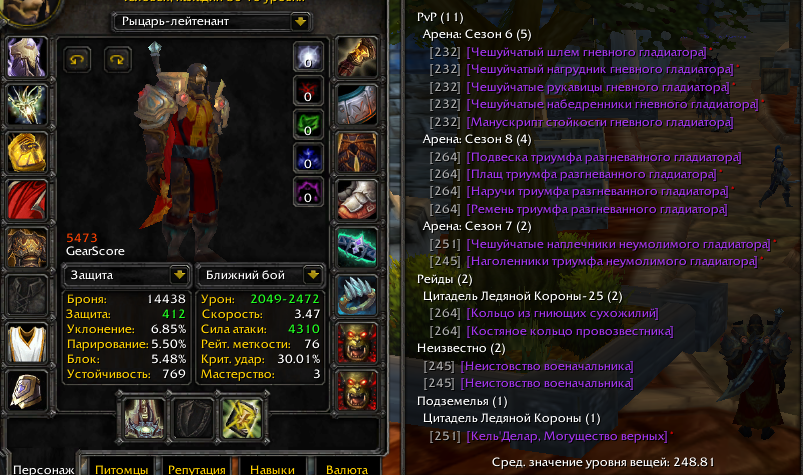 Рыцарь-лейтенант
0
0
0
0
0
5473
GearScore
Защита
Броня: 14438
Защита: 412
Уклонение: 6.85%
Парирование: 5.50%
Блок: 5.48%
Устойчивость: 769
Ближний бой
Урон: 2049-2472
Скорость: 3.47
Сила атаки: 4310
Рейт. меткости: 76
Крит. удар: 30.01%
Мастерство: 3
Персонаж
Питомцы
Репутация
Навыки
Валюта
PvP (11)
Арена: Сезон 6 (5)
[232] [Чешуйчатый шлем гневного гладиатора]*
[232] [Чешуйчатый нагрудник гневного гладиатора]*
[232] [Чешуйчатые рукавицы гневного гладиатора]*
[232] [Чешуйчатые набедренники гневного гладиатора]
[232] [Манускрипт стойкости гневного гладиатора]
Арена: Сезон 8 (4)
[264] [Подвеска триумфа разгневанного гладиатора]
[264] [Плащ триумфа разгневанного гладиатора]*
[264] [Наручи триумфа разгневанного гладиатора]*
[264] [Ремень триумфа разгневанного гладиатора]
Арена: Сезон 7 (2)
[251] [Чешуйчатые наплечники неумолимого гладиатора]*
[245] [Наголенники триумфа неумолимого гладиатора]*
Рейды (2)
Цитадель Ледяной Короны-25 (2)
[264] [Кольцо из гниющих сухожилий]
[264] [Костяное кольцо провозвестника]
Неизвестно (2)
[245] [Неистовство военачальника]
[245] [Неистовство военачальника]
Подземелья (1)
Цитадель Ледяной Короны (1)
[251] [Кель'Делар, Могущество верных]*
Сред. значение уровня вещей: 248.81